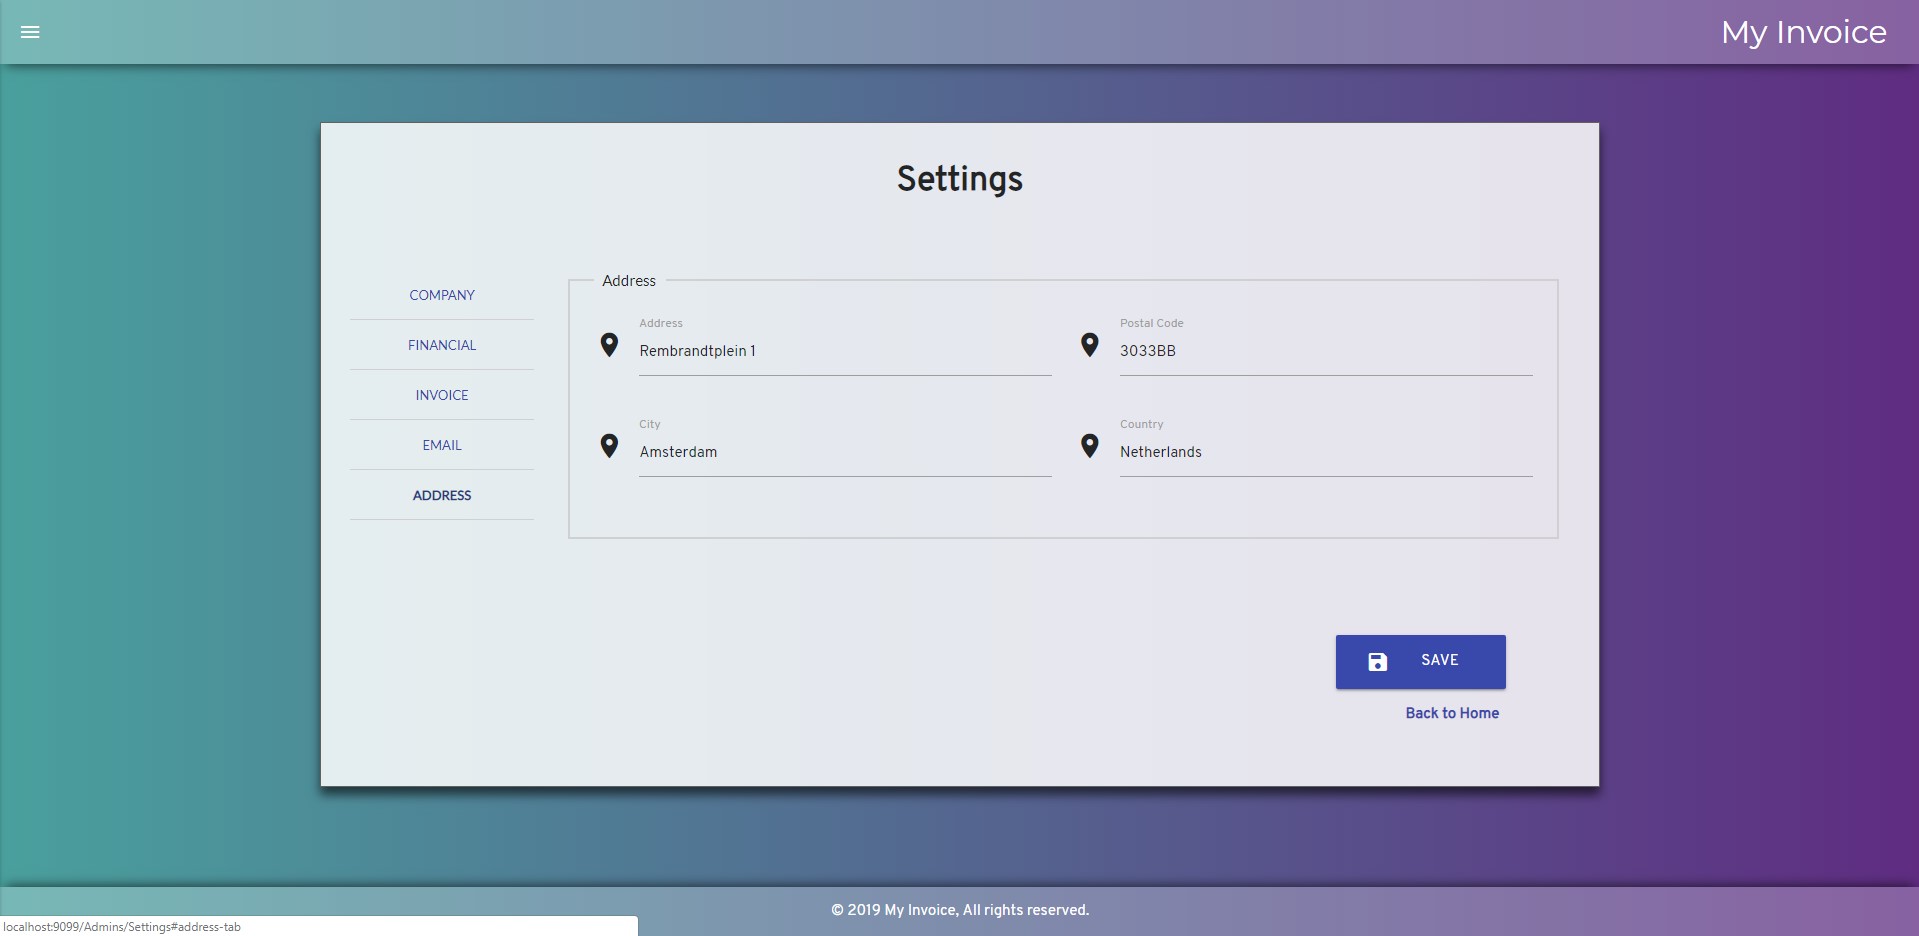 My Invoice
Settings
COMPANY
FINANCIAL
INVOICE
EMAIL
ADDRESS
Address
Address
Rembrandtplein 1
Postal Code
3033BB
City
Amsterdam
Country
Netherlands
SAVE
Back to Home
© 2019 My Invoice, All rights reserved.
localhost:9099/Admins/Settings#address-tab